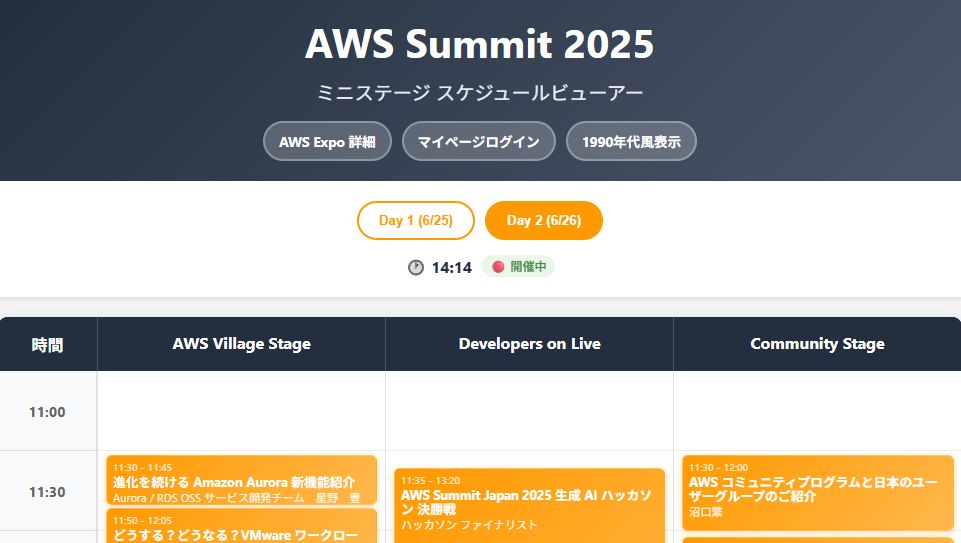 AWS Summit 2025
ミニステージ スケジュールビューアー
AWS Expo 詳細
マイページログイン
1990年代風表示
Day 1 (6/25)
Day 2 (6/26)
14:14
開催中
時間
AWS Village Stage
Developers on Live
Community Stage
11:00
11:30
11:30 - 11:45
進化を続ける Amazon Aurora 新機能紹介
Aurora / RDS OSS サービス開発チーム　星野　豊
11:50 - 12:05
どうする？どうなる？VMware ワークロー
11:35 - 13:20
AWS Summit Japan 2025 生成 AI ハッカソ
ン 決勝戦
ハッカソン ファイナリスト
11:30 - 12:00
AWS コミュニティプログラムと日本のユー
ザーグループのご紹介
沼口繁